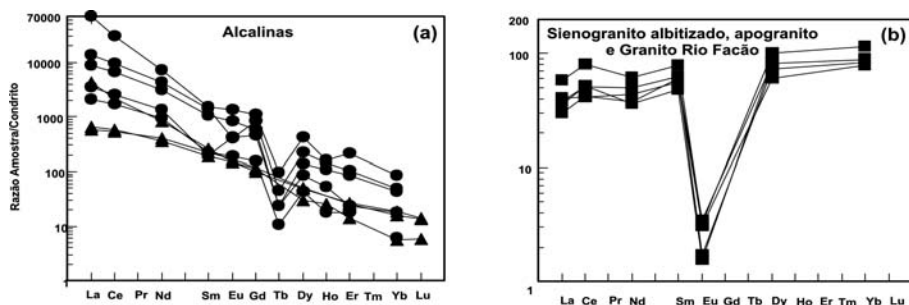 70000
10000
1000
100
10
1
Razão Amostra/Condrito
Alcalinas
(a)
La Ce Pr Nd Sm Eu Gd Tb Dy Ho Er Tm Yb Lu
200
100
10
1
Sienogranito albitizado, apogranito
e Granito Rio Facão
(b)
La Ce Pr Nd Sm Eu Gd Tb Dy Ho Er Tm Yb Lu